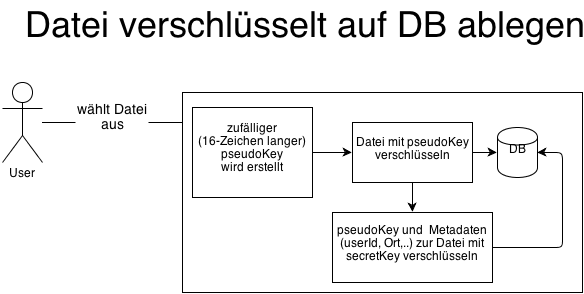 Datei verschlüsselt auf DB ablegen
wählt Datei
aus
User
zufälliger
(16-Zeichen langer)
pseudoKey
wird erstellt
Datei mit pseudoKey
verschlüsseln
DB
pseudoKey und Metadaten
(userId, Ort,..) zur Datei mit
secretKey verschlüsseln